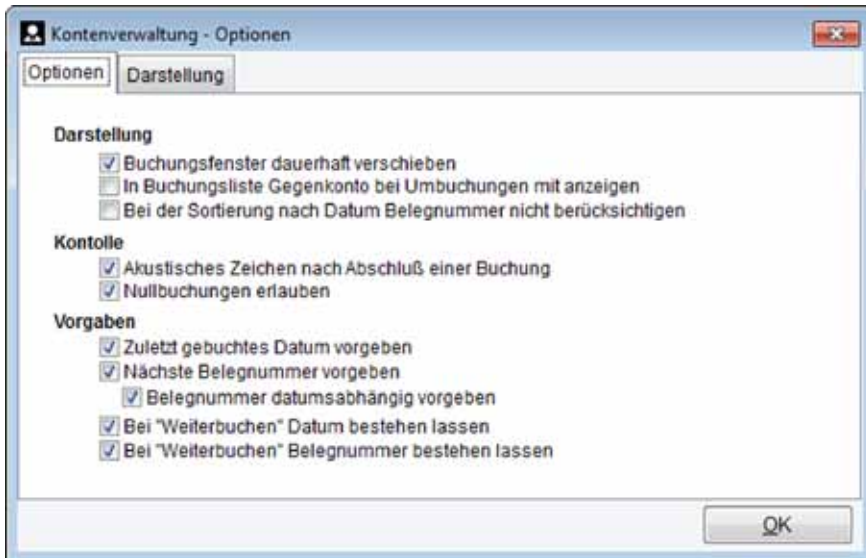 Kontenverwaltung - Optionen
Optionen
Darstellung
Darstellung
Buchungsfenster dauerhaft verschieben
In Buchungsliste Gegenkonto bei Umbuchungen mit anzeigen
Bei der Sortierung nach Datum Belegnummer nicht berücksichtigen
Kontolle
Akustisches Zeichen nach Abschluß einer Buchung
Nullbuchungen erlauben
Vorgaben
Zuletzt gebuchtes Datum vorgeben
Nächste Belegnummer vorgeben
Belegnummer datumsabhängig vorgeben
Bei "Weiterbuchen" Datum bestehen lassen
Bei "Weiterbuchen" Belegnummer bestehen lassen
OK